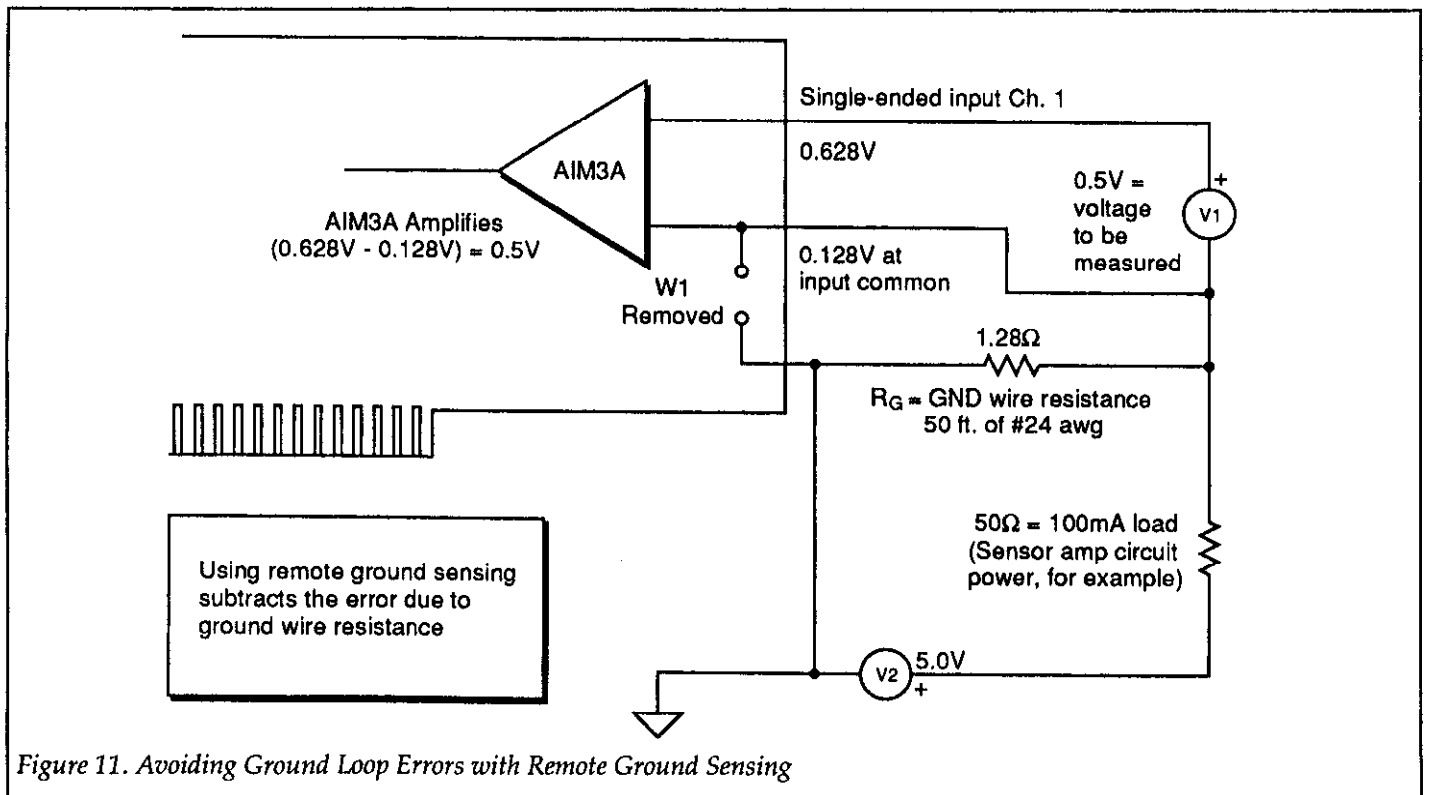 Single-ended input Ch. 1
0.628V
AIM3A
AIM3A Amplifies
(0.628V - 0.128V) = 0.5V
0.5V =
voltage
to be
measured
+
V1
0.128V at
input common
W1
Removed
1.28Ω
RG = GND wire resistance
50 ft. of #24 awg
50Ω = 100mA load
(Sensor amp circuit
power, for example)
Using remote ground sensing
subtracts the error due to
ground wire resistance
V2
5.0V
+
Figure 11. Avoiding Ground Loop Errors with Remote Ground Sensing